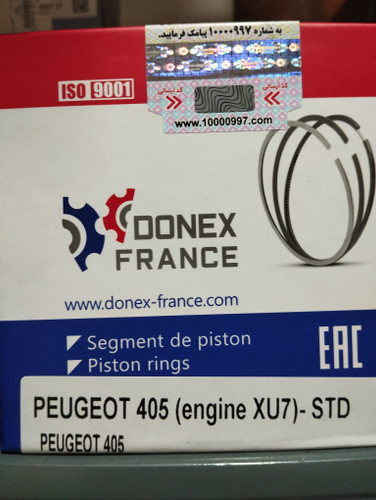 به شماره ۱۰۰۰۰۹۹۷ پیامک فرمایید.
ISO 9001
www.10000997.com
DONEX
FRANCE
www.donex-france.com
Segment de piston
Piston rings
EAC
PEUGEOT 405 (engine XU7)- STD
PEUGEOT 405